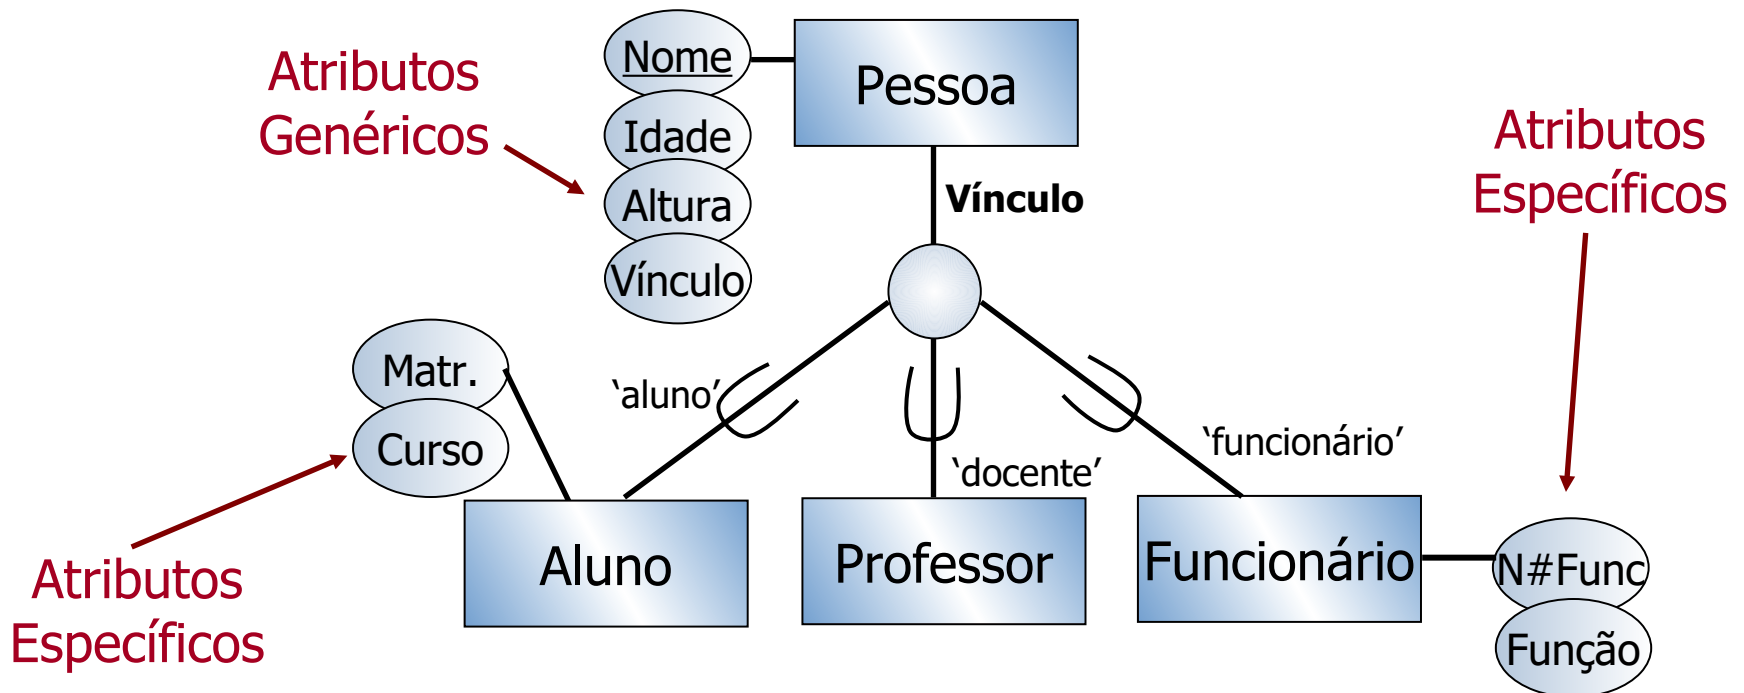 Nome
Idade
Altura
Vínculo
Pessoa
Atributos
Genéricos
Atributos
Específicos
Vínculo
Matr.
Curso
‘aluno’
‘docente’
‘funcionário’
Aluno
Professor
Funcionário
N#Func
Função
Atributos
Específicos